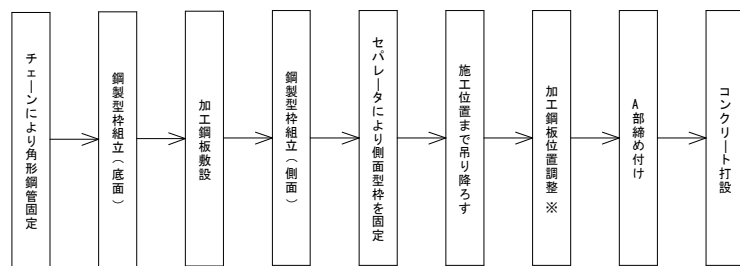 チェーンにより角形鋼管固定
鋼製型枠組立（底面）
加工鋼板敷設
鋼製型枠組立（側面）
セパレータにより側面型枠を固定
施工位置まで吊り降ろす
加工鋼板位置調整 ※
A部締め付け
コンクリート打設